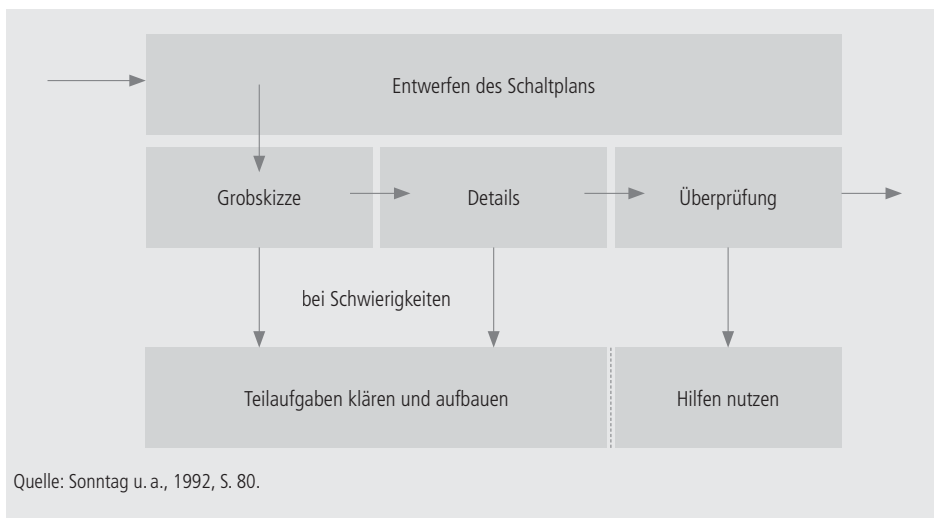 Entwerfen des Schaltplans
Grobskizze
Details
Überprüfung
bei Schwierigkeiten
Teilaufgaben klären und aufbauen
Hilfen nutzen
Quelle: Sonntag u. a., 1992, S. 80.